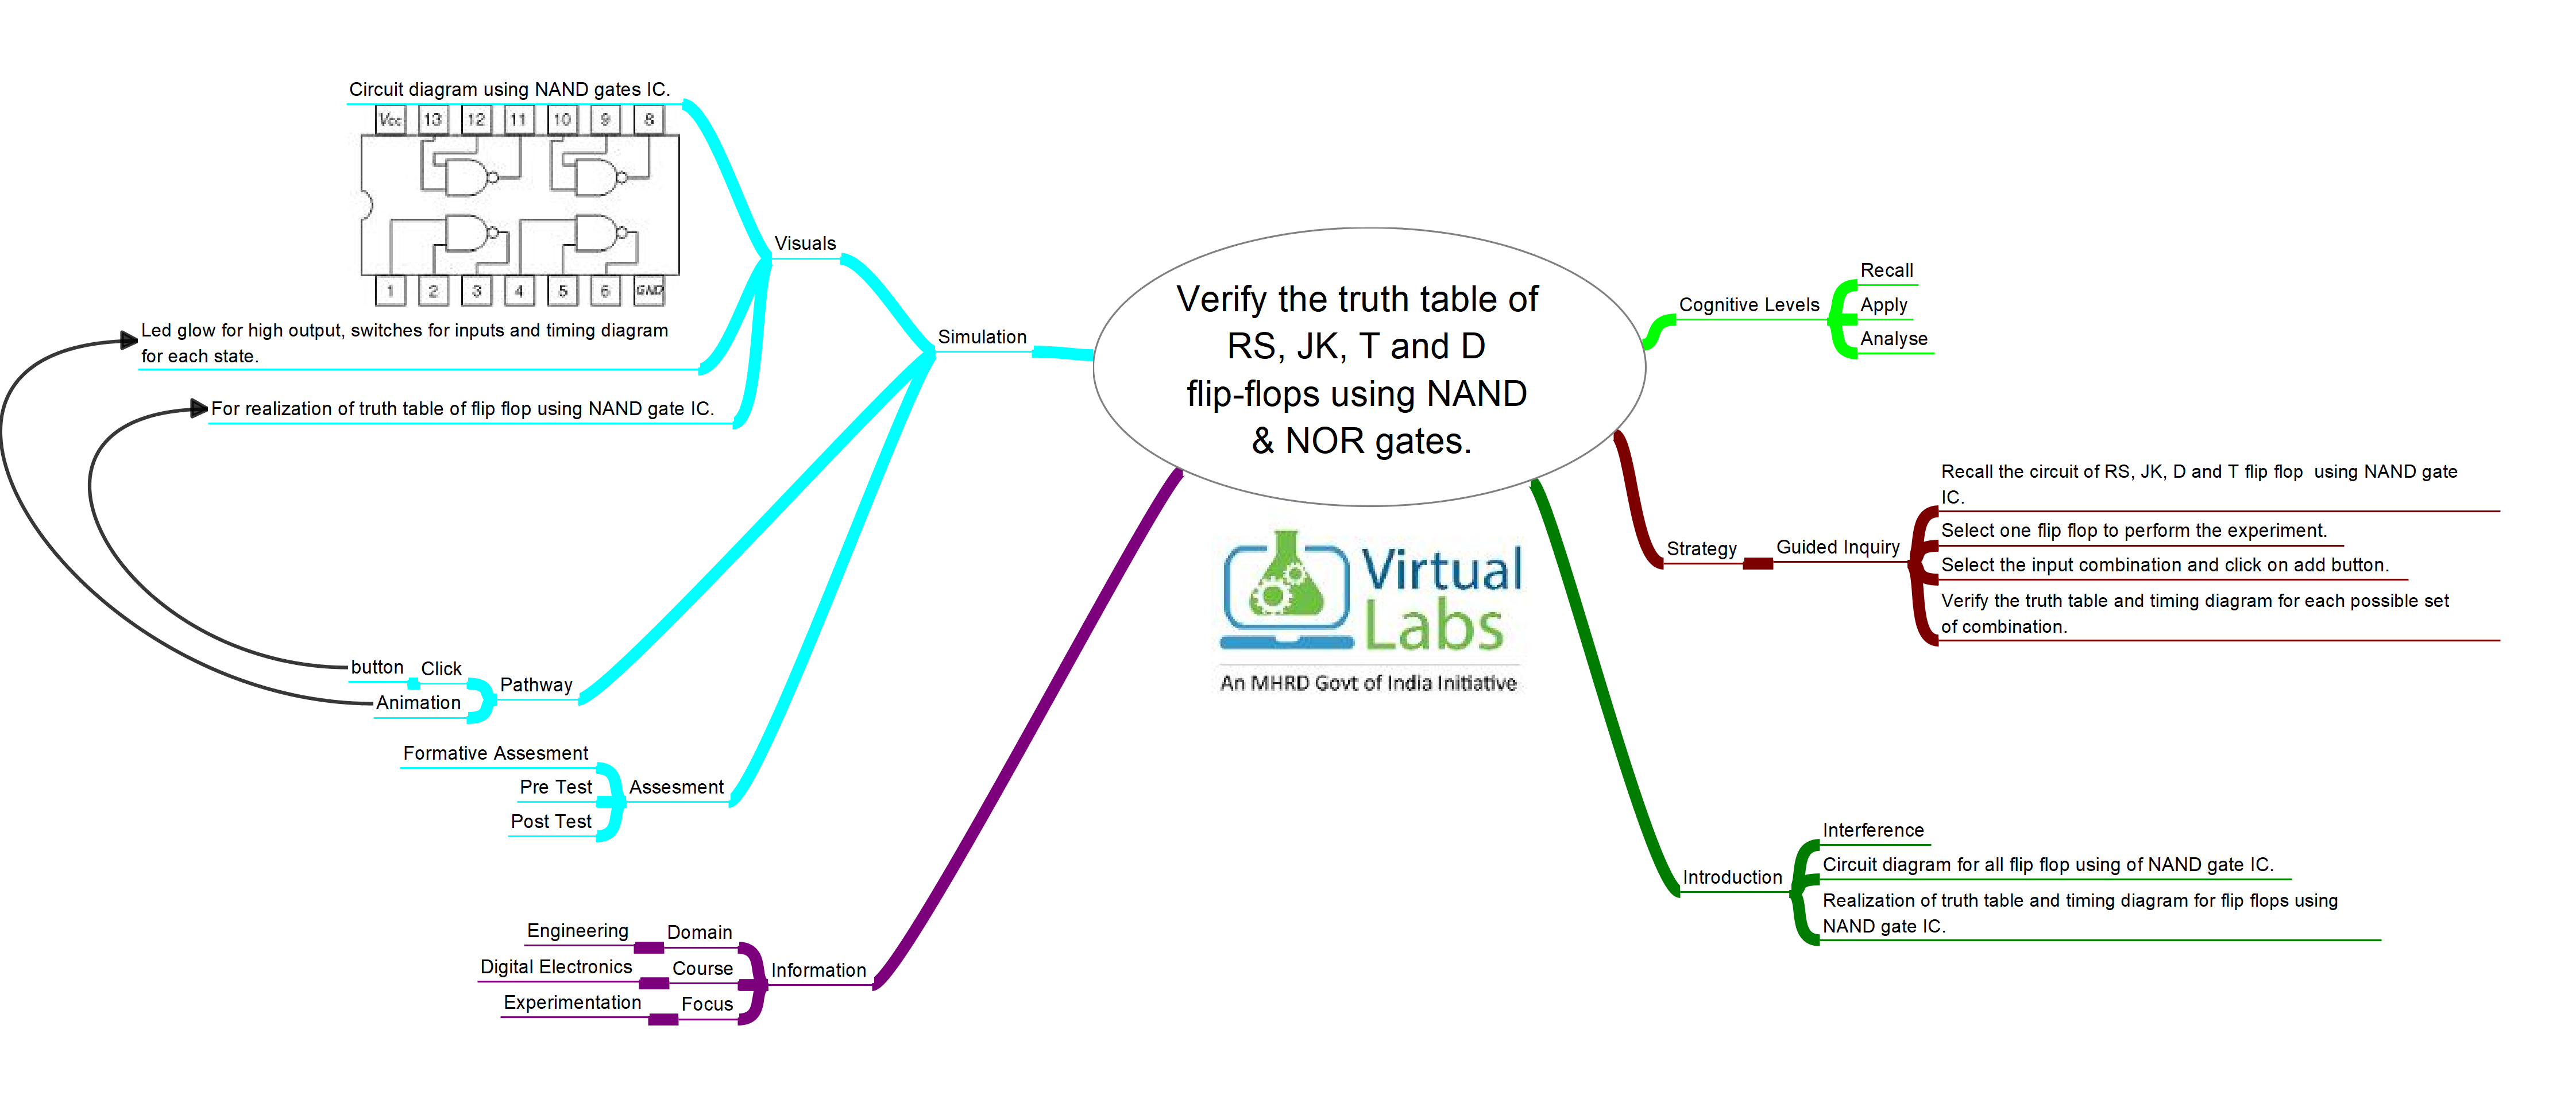 Circuit diagram using NAND gates IC.
Vcc 13 12 11 10 9 8
1 2 3 4 5 6 GND
Led glow for high output, switches for inputs and timing diagram
for each state.
For realization of truth table of flip flop using NAND gate IC.
Visuals
Simulation
button
Click
Animation
Pathway
Formative Assesment
Pre Test
Post Test
Assesment
Engineering
Domain
Digital Electronics
Course
Experimentation
Focus
Information
Verify the truth table of
RS, JK, T and D
flip-flops using NAND
& NOR gates.
Virtual
Labs
An MHRD Govt of India Initiative
Cognitive Levels
Recall
Apply
Analyse
Strategy
Guided Inquiry
Recall the circuit of RS, JK, D and T flip flop  using NAND gate
IC.
Select one flip flop to perform the experiment.
Select the input combination and click on add button.
Verify the truth table and timing diagram for each possible set
of combination.
Introduction
Interference
Circuit diagram for all flip flop using of NAND gate IC.
Realization of truth table and timing diagram for flip flops using
NAND gate IC.